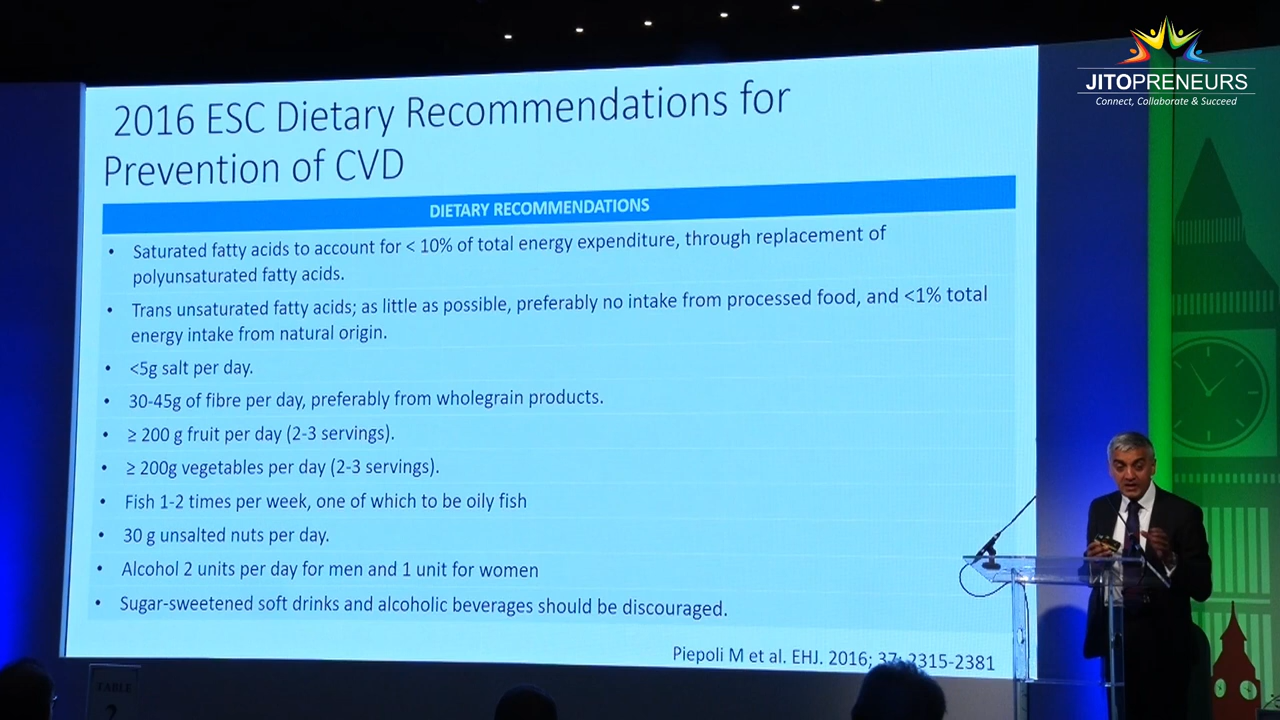 JITOPRENEURS
Connect, Collaborate & Succeed
2016 ESC Dietary Recommendations for
Prevention of CVD
DIETARY RECOMMENDATIONS
• Saturated fatty acids to account for < 10% of total energy expenditure, through replacement of
polyunsaturated fatty acids.
• Trans unsaturated fatty acids; as little as possible, preferably no intake from processed food, and <1% total
energy intake from natural origin.
• <5g salt per day.
• 30-45g of fibre per day, preferably from wholegrain products.
• ≥ 200 g fruit per day (2-3 servings).
• ≥ 200g vegetables per day (2-3 servings).
• Fish 1-2 times per week, one of which to be oily fish
• 30 g unsalted nuts per day.
• Alcohol 2 units per day for men and 1 unit for women
• Sugar-sweetened soft drinks and alcoholic beverages should be discouraged.
Piepoli M et al. EHJ. 2016; 37: 2315-2381
TABLE
2